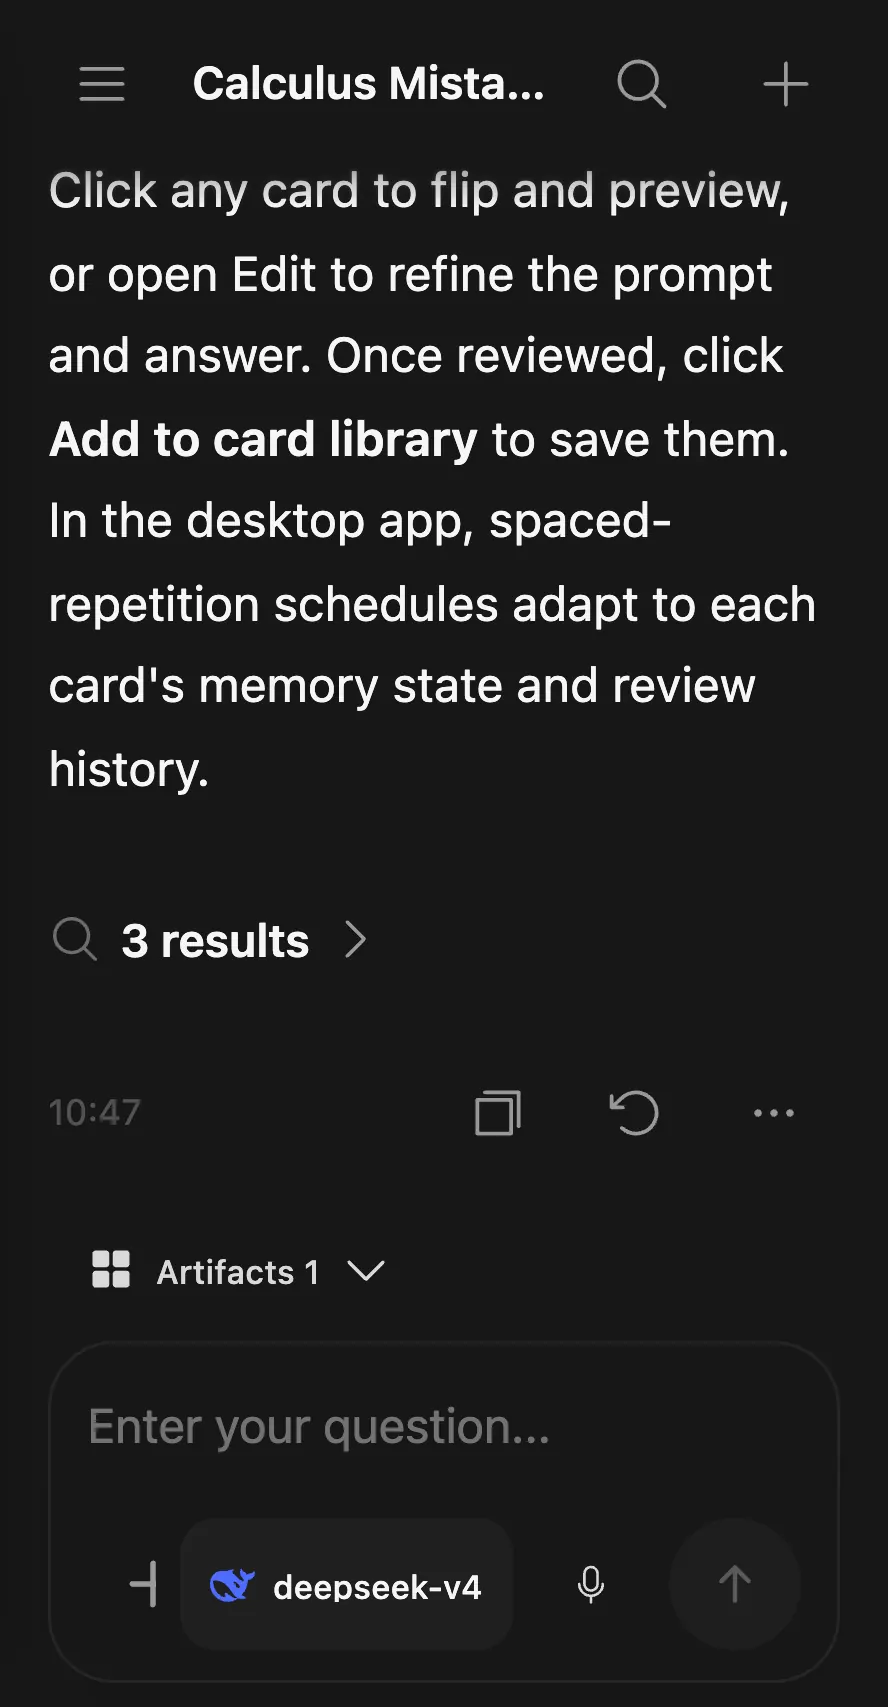 Calculus Mista...
Click any card to flip and preview,
or open Edit to refine the prompt
and answer. Once reviewed, click
Add to card library to save them.
In the desktop app, spaced-
repetition schedules adapt to each
card's memory state and review
history.
3 results
10:47
Artifacts 1
Enter your question...
deepseek-v4